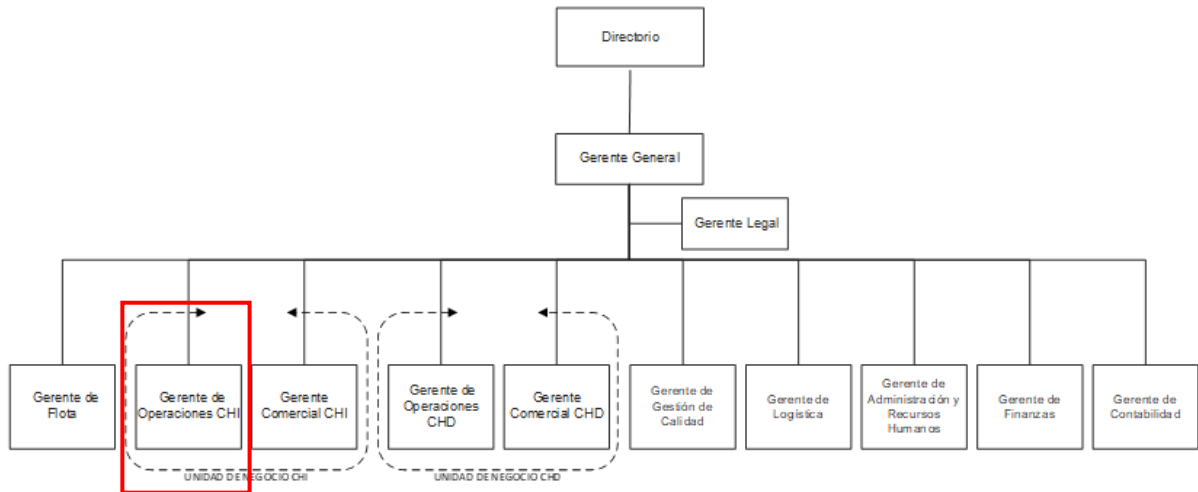 Directorio
Gerente General
Gerente Legal
Gerente de
Flota
Gerente de
Operaciones CHI
Gerente
Comercial CHI
Gerente de
Operaciones
CHD
Gerente
Comercial CHD
Gerente de
Gestión de
Calidad
Gerente de
Logística
Gerente de
Administración y
Recursos
Humanos
Gerente de
Finanzas
Gerente de
Contabilidad
UNIDAD DE NEGOCIO CHI
UNIDAD DE NEGOCIO CHD